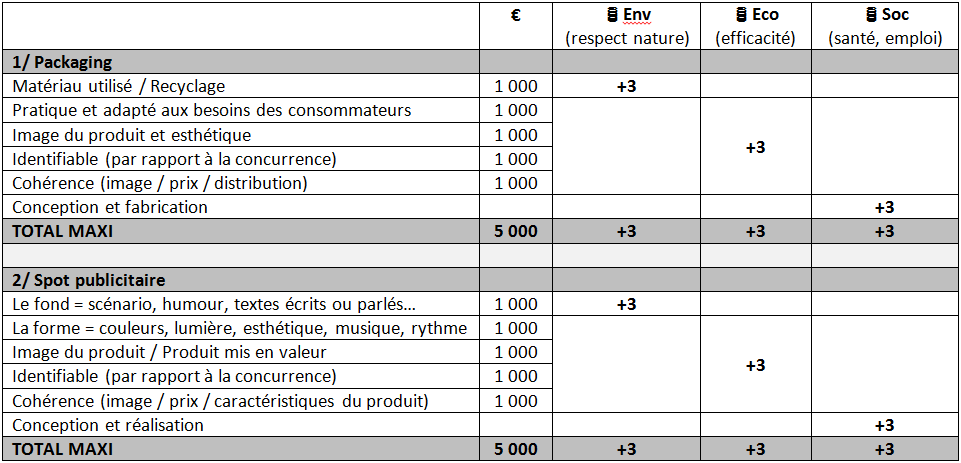 € Env Eco Soc
(respect nature) (efficacité) (santé, emploi)
1/ Packaging
Matériau utilisé / Recyclage 1 000 +3
Pratique et adapté aux besoins des consommateurs 1 000
Image du produit et esthétique 1 000
+3
Identifiable (par rapport à la concurrence) 1 000
Cohérence (image / prix / distribution) 1 000
Conception et fabrication +3
TOTAL MAXI 5 000 +3 +3 +3
2/ Spot publicitaire
Le fond = scénario, humour, textes écrits ou parlés... 1 000 +3
La forme = couleurs, lumière, esthétique, musique, rythme 1 000
Image du produit / Produit mis en valeur 1 000
+3
Identifiable (par rapport à la concurrence) 1 000
Cohérence (image / prix / caractéristiques du produit) 1 000
Conception et réalisation +3
TOTAL MAXI 5 000 +3 +3 +3